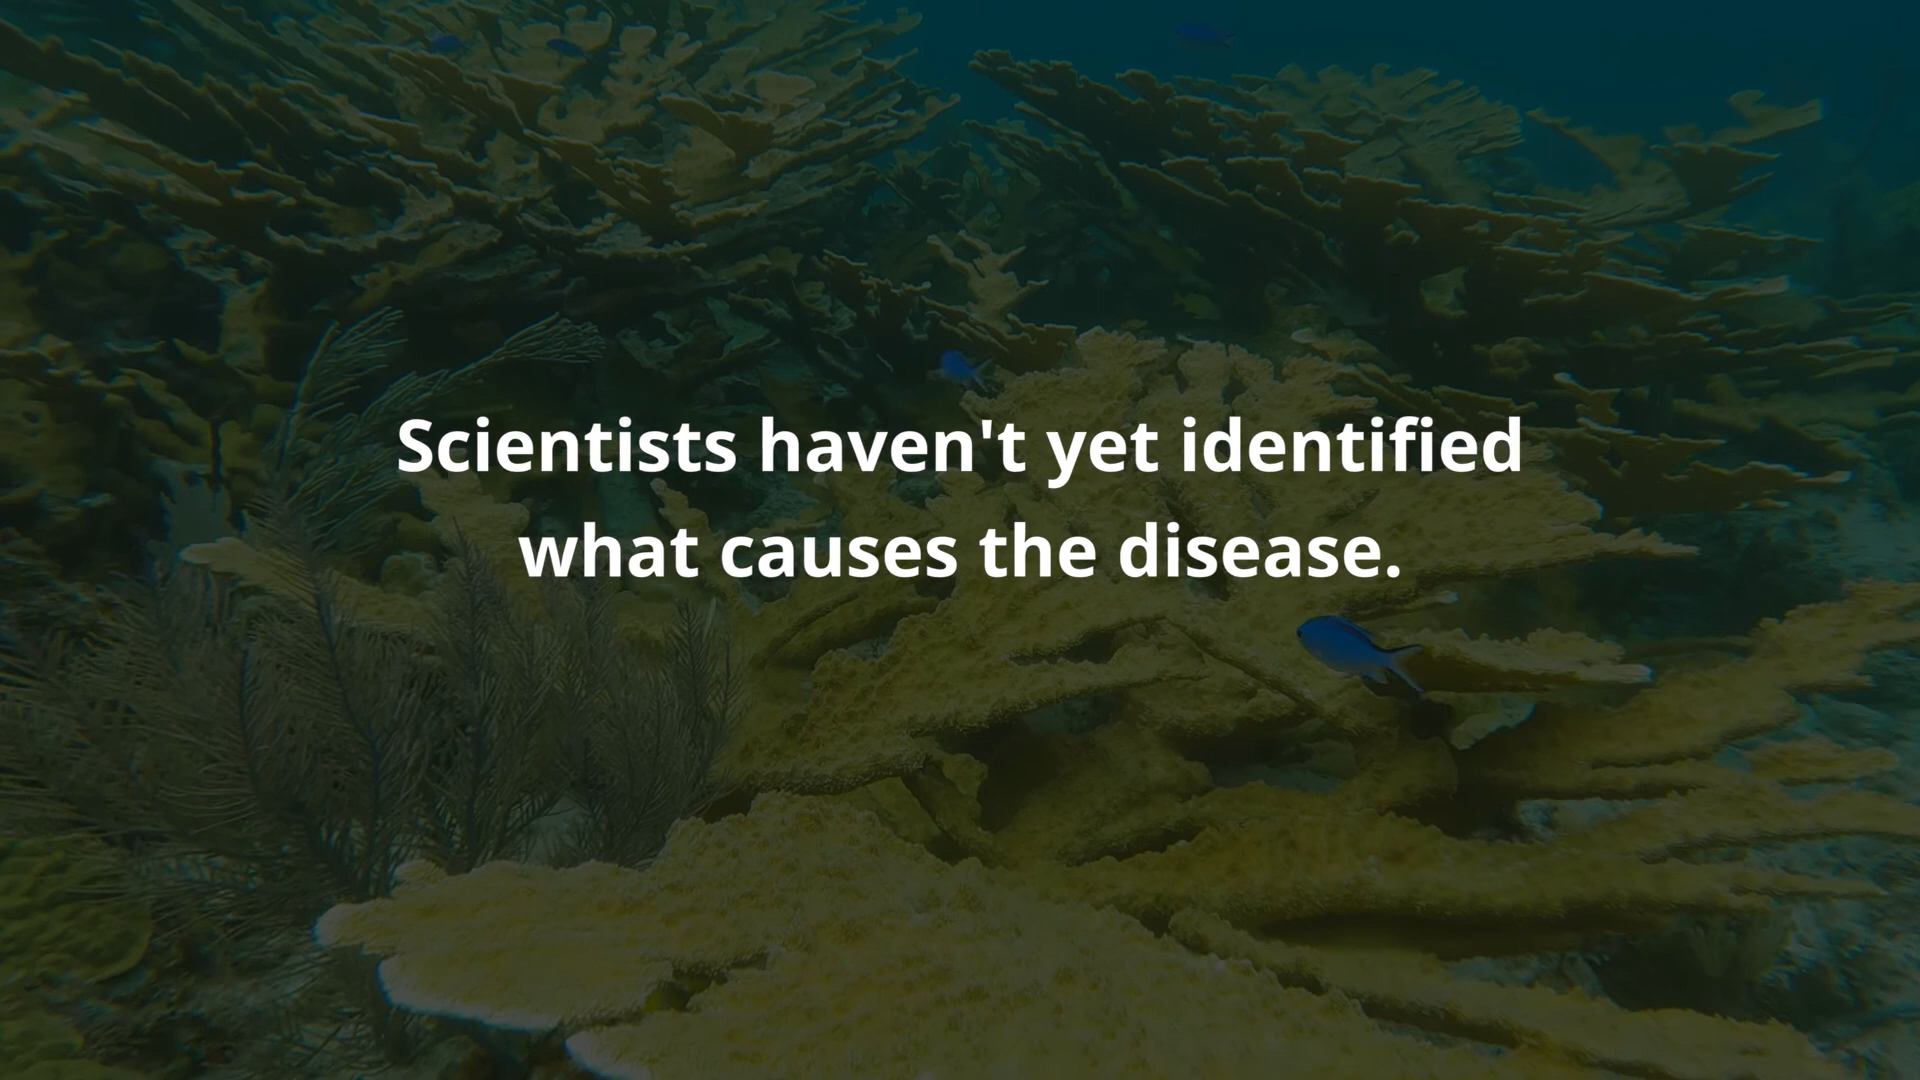 Scientists haven't yet identified
what causes the disease.